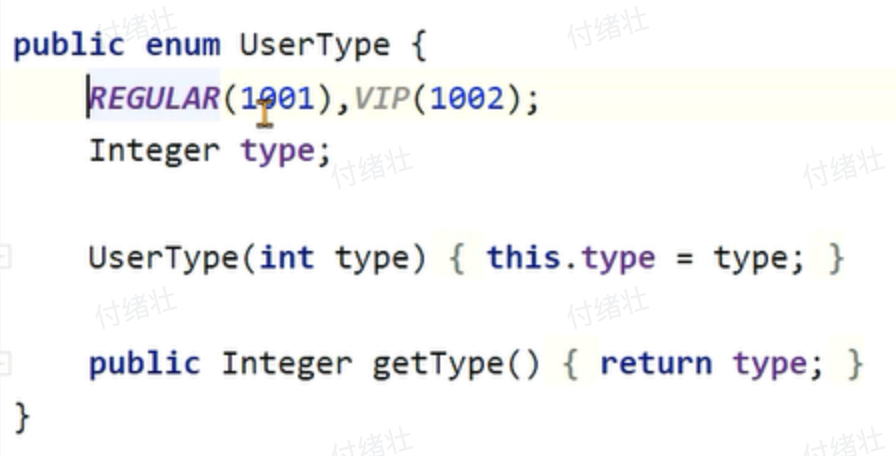 public enum UserType {
REGULAR(1001),VIP(1002);
Integer type;
UserType(int type) { this.type = type; }
public Integer getType() { return type; }
}
付绪壮
付绪壮
付绪壮
付绪壮
付绪壮
付绪壮
付绪壮
付绪壮